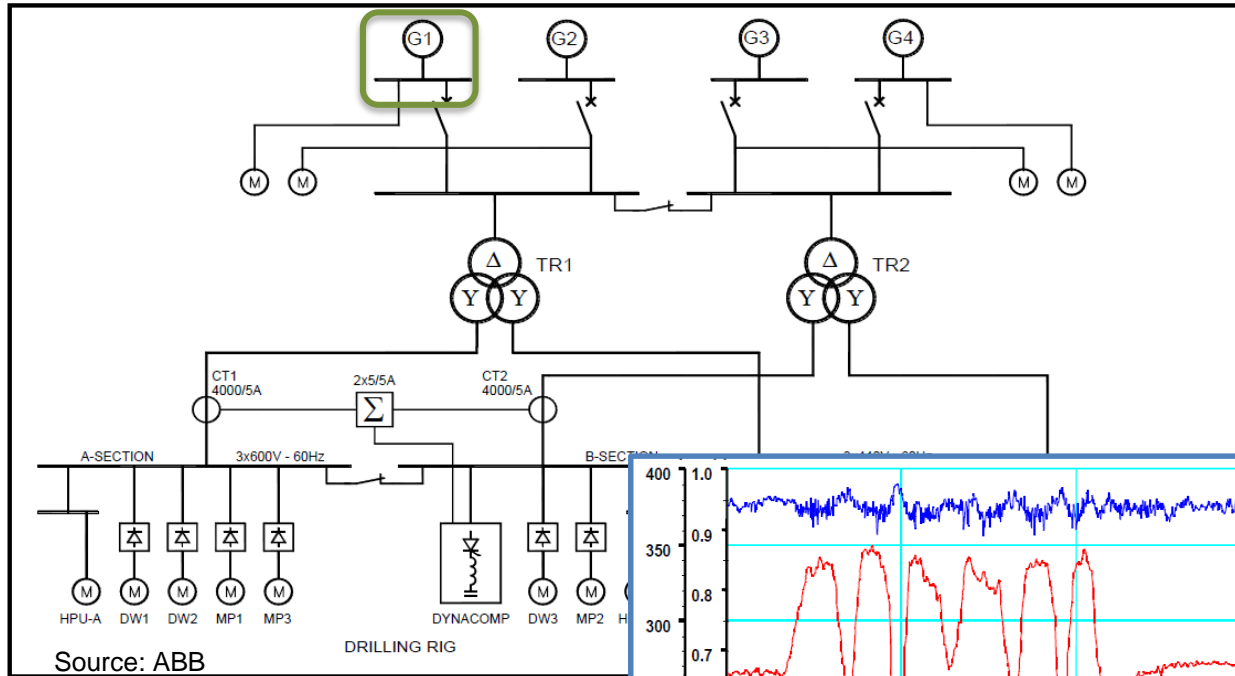 G1 G2 G3 G4
M M M M
Δ TR1 Δ TR2
Y Y Y Y
CT1
4000/5A
2x5/5A
CT2
4000/5A
Σ
A-SECTION 3x600V - 60Hz B-SECTION
400 1.0
0.9
350
0.8
300
0.7
M M M M M M M
HPU-A DW1 DW2 MP1 MP3 DYNACOMP DW3 MP2 H
DRILLING RIG
Source: ABB